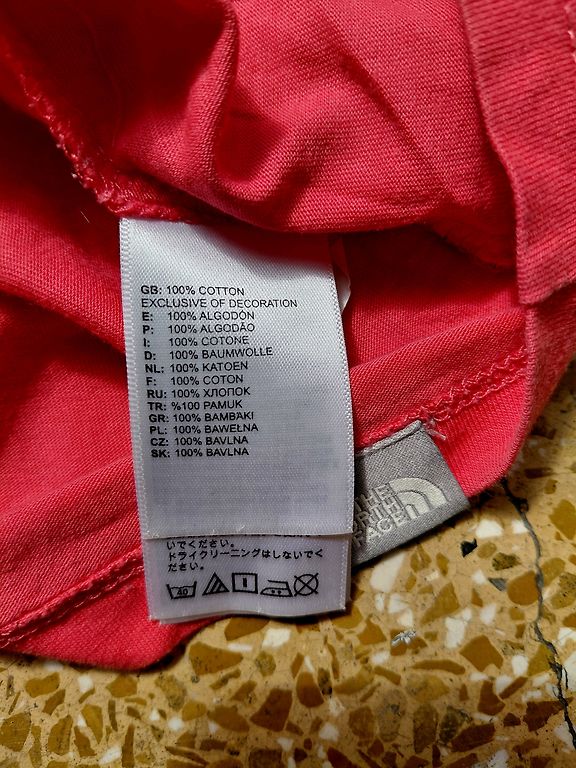 GB: 100% COTTON
EXCLUSIVE OF DECORATION
E: 100% ALGODÓN
P: 100% ALGODÃO
I: 100% COTONE
D: 100% BAUMWOLLE
NL: 100% KATOEN
F: 100% COTON
RU: 100% ХЛОПОК
TR: %100 PAMUK
GR: 100% BAMBAKI
PL: 100% BAWEŁNA
CZ: 100% BAVLNA
SK: 100% BAVLNA
いでください。
ドライクリーニングはしないでく
ださい。
40
THE
NORTH
FACE